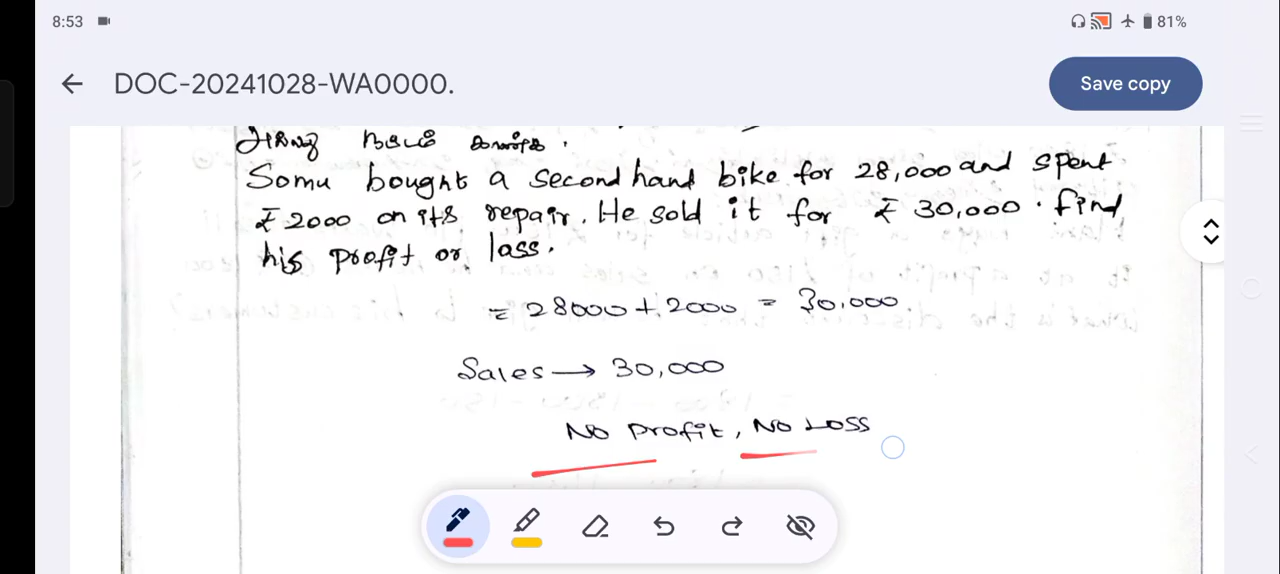 8:53
81%
DOC-20241028-WA0000.
Save copy
Somu bought a second hand bike for 28,000 and spent
₹ 2000 on its repair. He sold it for ₹ 30,000. find
his profit or loss.
= 28000 + 2000 = 30,000.
Sales → 30,000
No Profit, No Loss